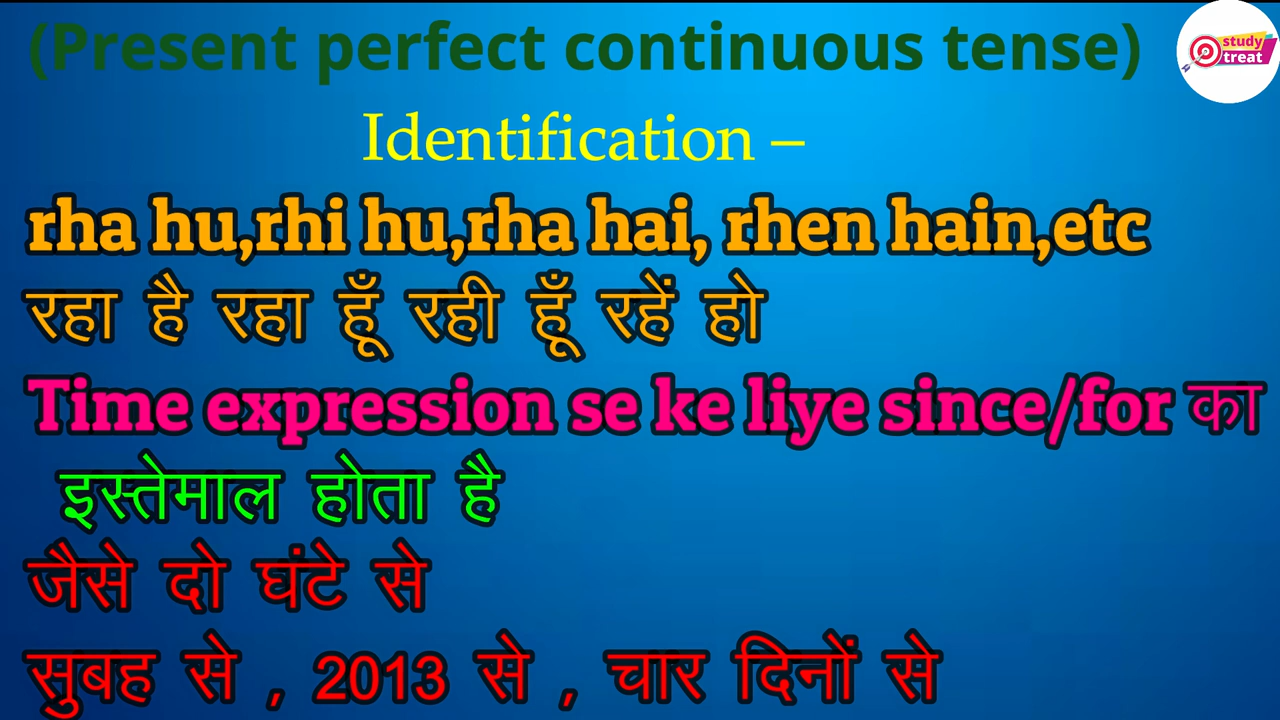 (Present perfect continuous tense)
study
treat
Identification –
rha hu,rhi hu,rha hai, rhen hain,etc
रहा है रहा हूँ रही हूँ रहें हो
Time expression se ke liye since/for का
इस्तेमाल होता है
जैसे दो घंटे से
सुबह से , 2013 से , चार दिनों से